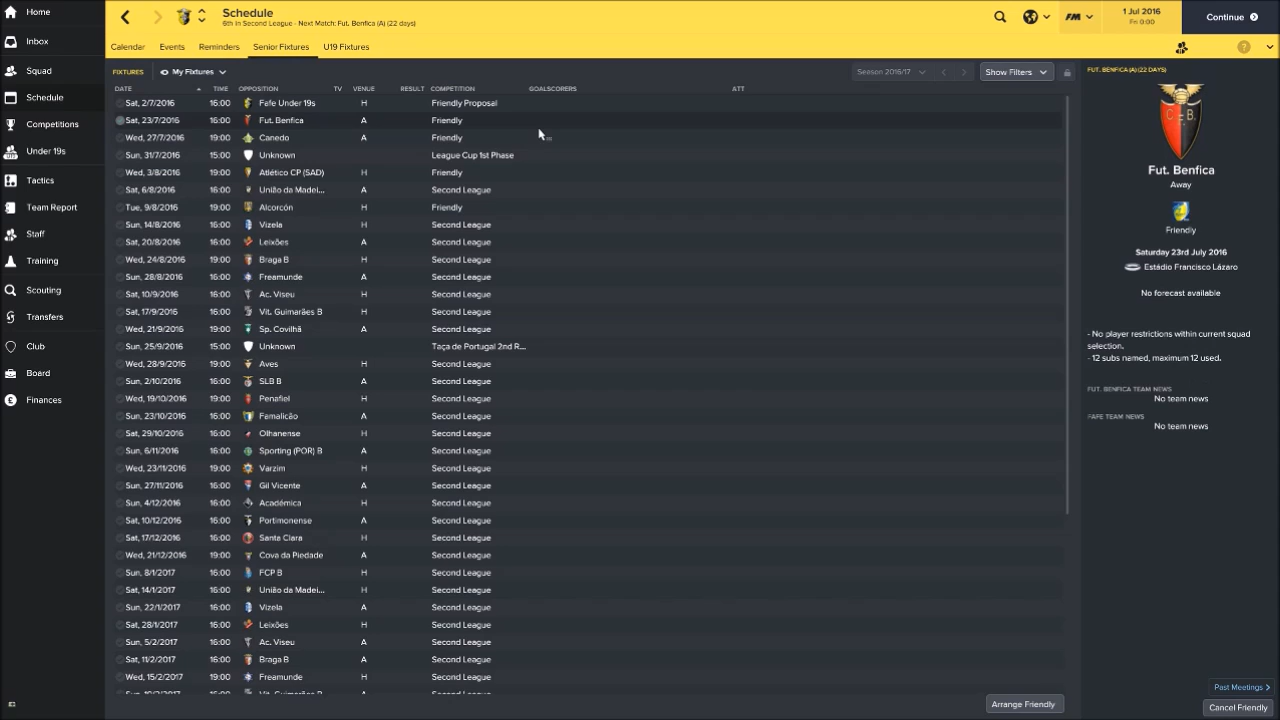 Home
Inbox
Squad
Schedule
Competitions
Under 19s
Tactics
Team Report
Staff
Training
Scouting
Transfers
Club
Board
Finances
Schedule
6th in Second League - Next Match: Fut. Benfica (A) (22 days)
FM
1 Jul 2016
Fri 0:00
Continue
Calendar Events Reminders Senior Fixtures U19 Fixtures
FIXTURES My Fixtures Season 2016/17 Show Filters
DATE TIME OPPOSITION TV VENUE RESULT COMPETITION GOALSCORERS ATT
Sat, 2/7/2016 16:00 Fafe Under 19s H Friendly Proposal
Sat, 23/7/2016 16:00 Fut. Benfica A Friendly
Wed, 27/7/2016 19:00 Canedo A Friendly
Sun, 31/7/2016 15:00 Unknown League Cup 1st Phase
Wed, 3/8/2016 19:00 Atlético CP (SAD) H Friendly
Sat, 6/8/2016 16:00 União da Madei... A Second League
Tue, 9/8/2016 19:00 Alcorcón H Friendly
Sun, 14/8/2016 16:00 Vizela H Second League
Sat, 20/8/2016 16:00 Leixões A Second League
Wed, 24/8/2016 19:00 Braga B H Second League
Sun, 28/8/2016 16:00 Freamunde A Second League
Sat, 10/9/2016 16:00 Ac. Viseu H Second League
Sat, 17/9/2016 16:00 Vit. Guimarães B H Second League
Wed, 21/9/2016 19:00 Sp. Covilhã A Second League
Sun, 25/9/2016 15:00 Unknown Taça de Portugal 2nd R...
Wed, 28/9/2016 19:00 Aves H Second League
Sun, 2/10/2016 16:00 SLB B A Second League
Wed, 19/10/2016 19:00 Penafiel H Second League
Sun, 23/10/2016 16:00 Famalicão A Second League
Sat, 29/10/2016 16:00 Olhanense H Second League
Sun, 6/11/2016 16:00 Sporting (POR) B A Second League
Wed, 23/11/2016 19:00 Varzim H Second League
Sun, 27/11/2016 16:00 Gil Vicente A Second League
Sun, 4/12/2016 16:00 Académica H Second League
Sat, 10/12/2016 16:00 Portimonense A Second League
Sat, 17/12/2016 16:00 Santa Clara H Second League
Wed, 21/12/2016 19:00 Cova da Piedade A Second League
Sun, 8/1/2017 16:00 FCP B H Second League
Sat, 14/1/2017 16:00 União da Madei... H Second League
Sun, 22/1/2017 16:00 Vizela A Second League
Sat, 28/1/2017 16:00 Leixões H Second League
Sun, 5/2/2017 16:00 Ac. Viseu A Second League
Sat, 11/2/2017 16:00 Braga B A Second League
Wed, 15/2/2017 19:00 Freamunde H Second League
Arrange Friendly
FUT. BENFICA (A) (22 DAYS)
Fut. Benfica
Away
Friendly
Saturday 23rd July 2016
Estádio Francisco Lázaro
No forecast available
- No player restrictions within current squad
selection.
- 12 subs named, maximum 12 used.
FUT. BENFICA TEAM NEWS
No team news
FAFE TEAM NEWS
No team news
Past Meetings
Cancel Friendly